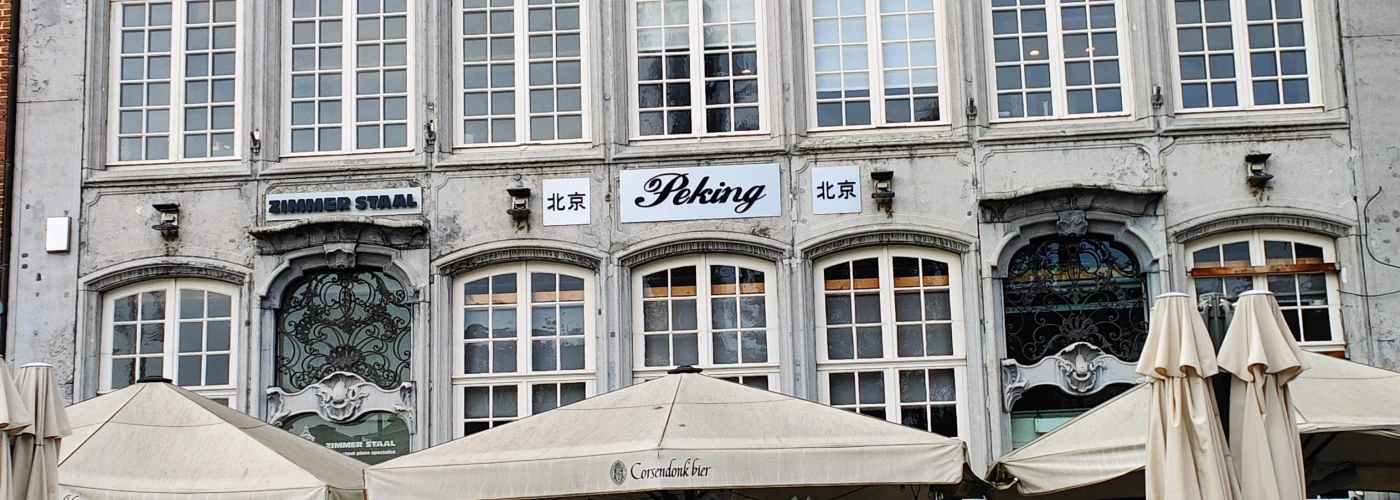 ZIMMER STAAL
北京
Peking
北京
ZIMMER STAAL
Corsendonk bier